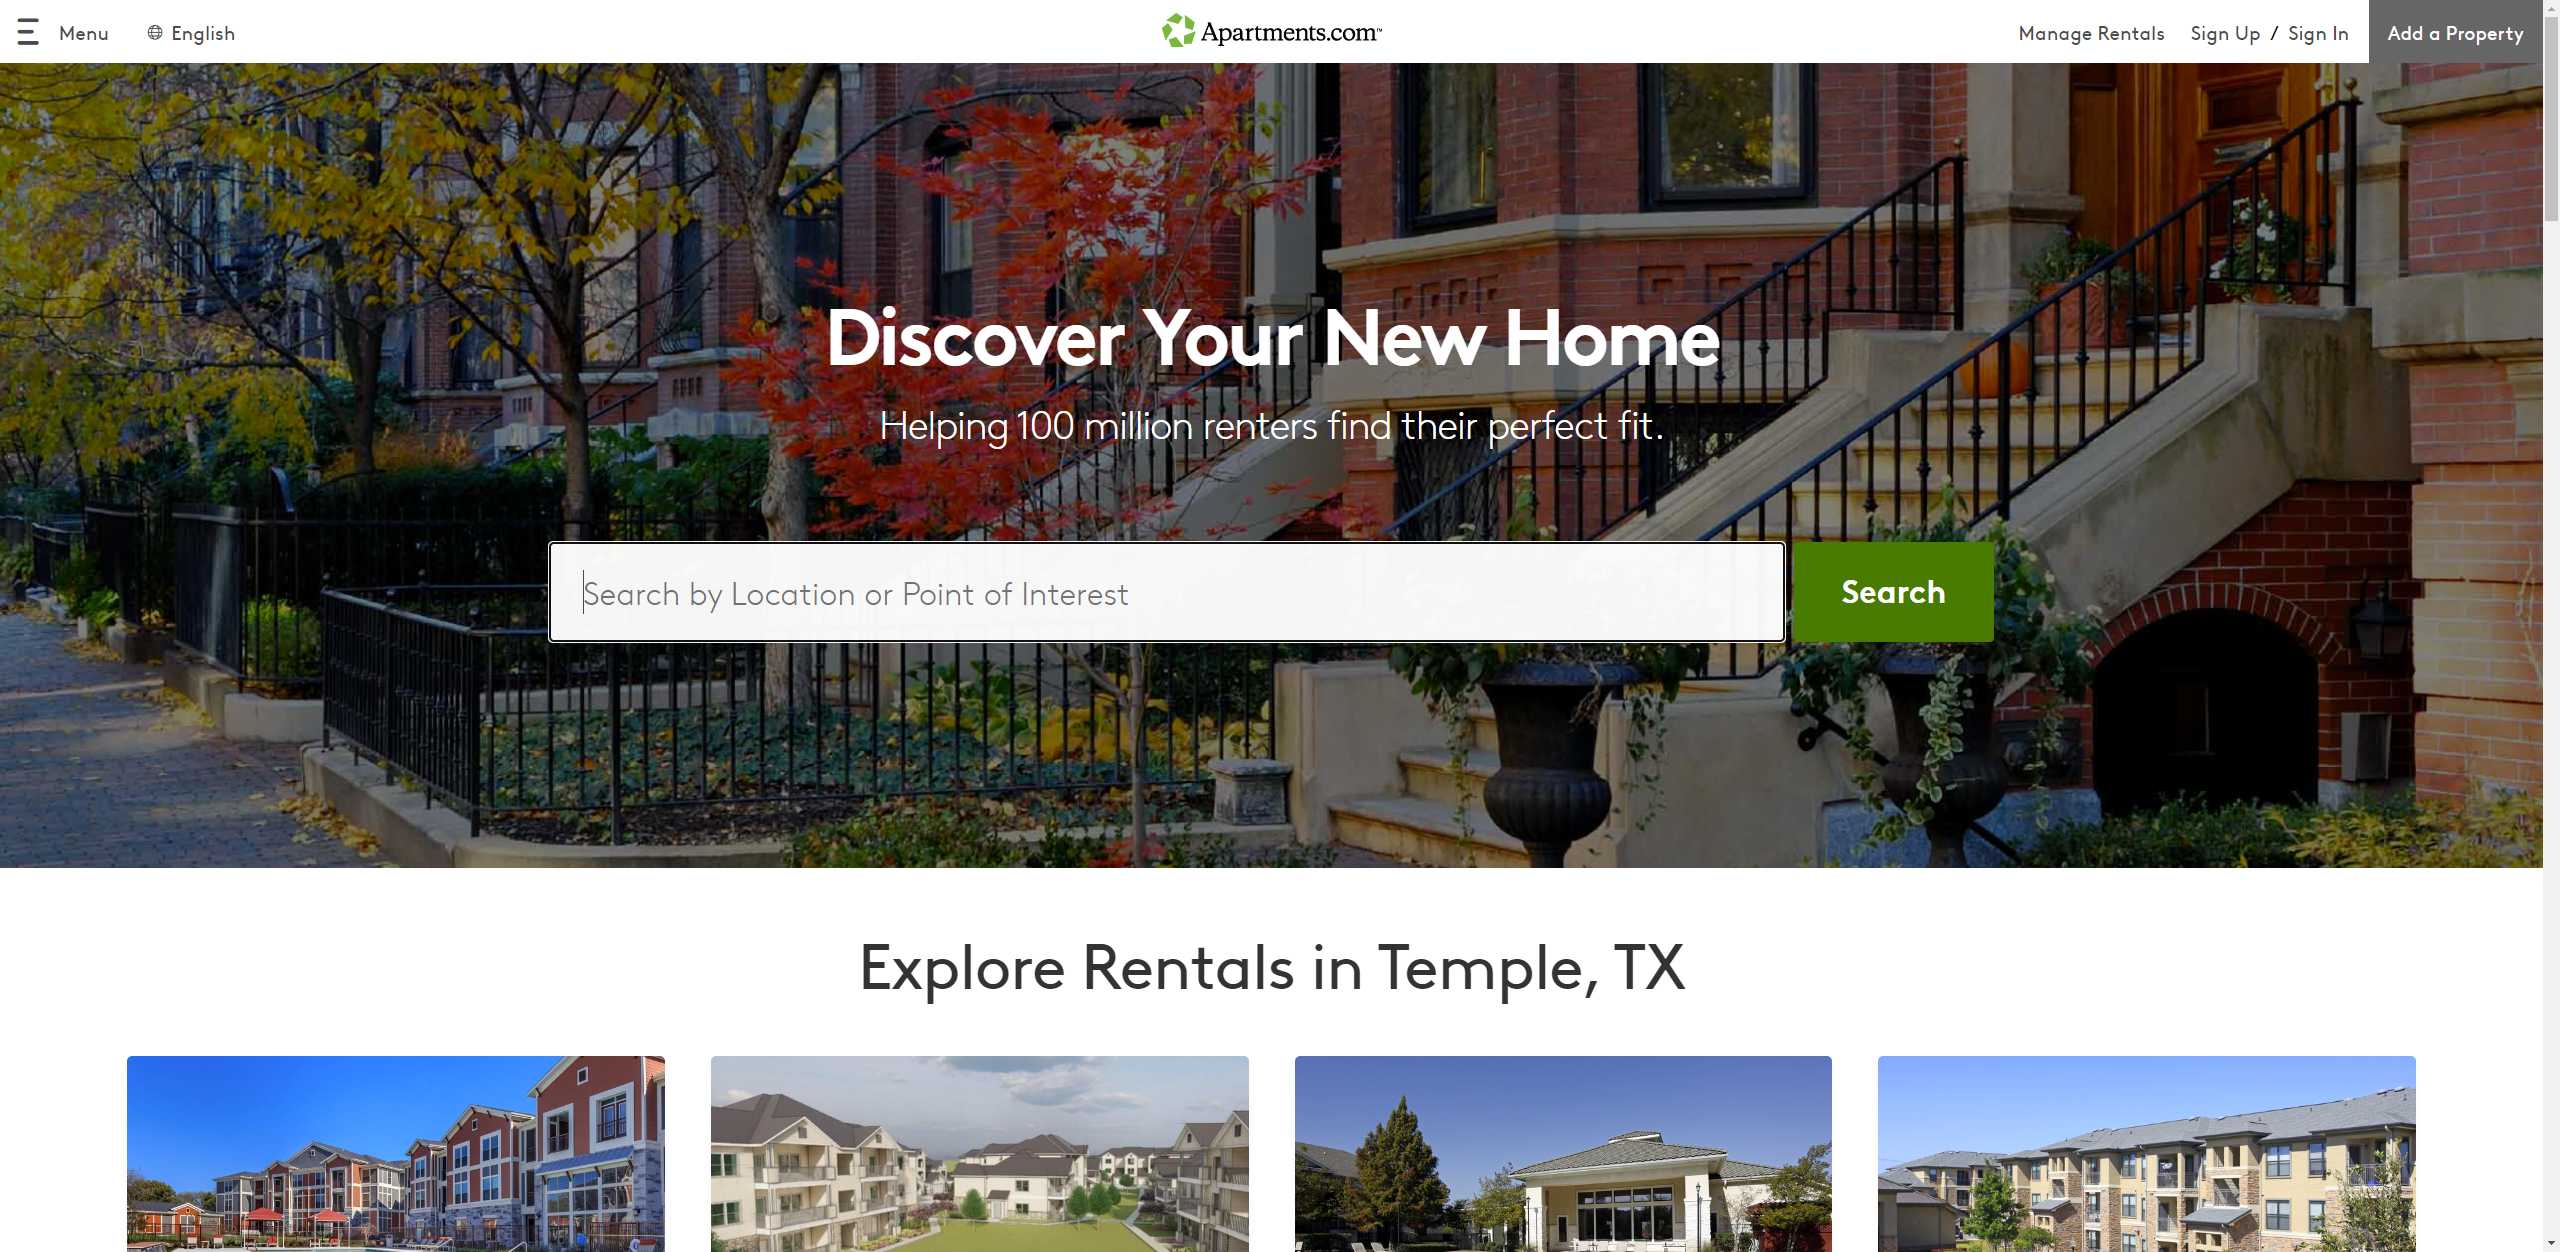 Menu
English
Apartments.com™
Manage Rentals
Sign Up / Sign In
Add a Property
Discover Your New Home
Helping 100 million renters find their perfect fit.
Search by Location or Point of Interest
Search
Explore Rentals in Temple, TX